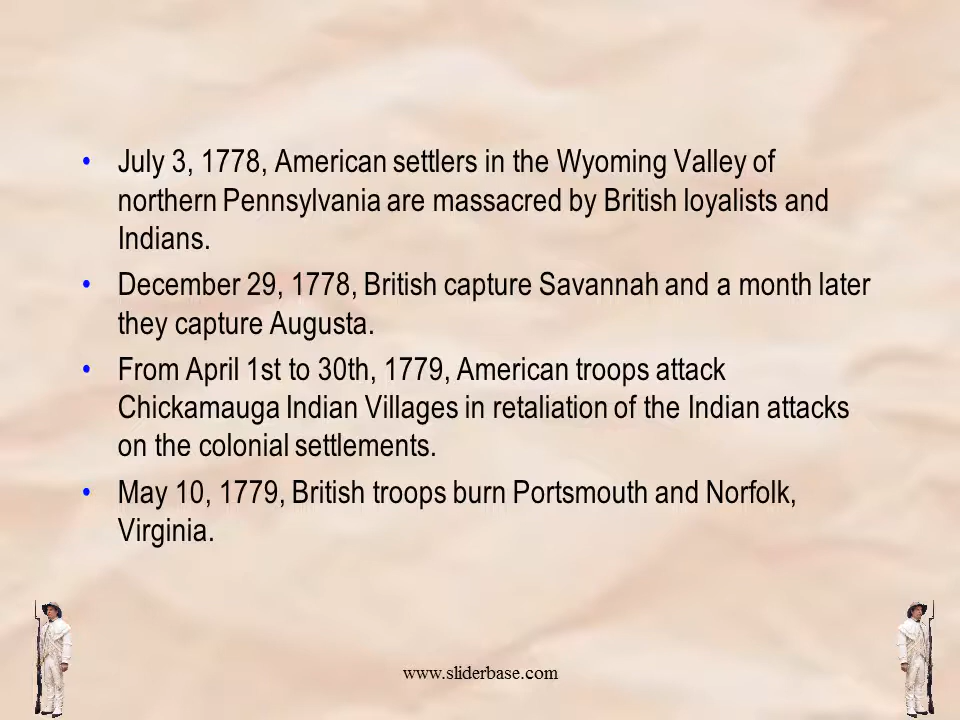 • July 3, 1778, American settlers in the Wyoming Valley of
northern Pennsylvania are massacred by British loyalists and
Indians.
• December 29, 1778, British capture Savannah and a month later
they capture Augusta.
• From April 1st to 30th, 1779, American troops attack
Chickamauga Indian Villages in retaliation of the Indian attacks
on the colonial settlements.
• May 10, 1779, British troops burn Portsmouth and Norfolk,
Virginia.
www.sliderbase.com